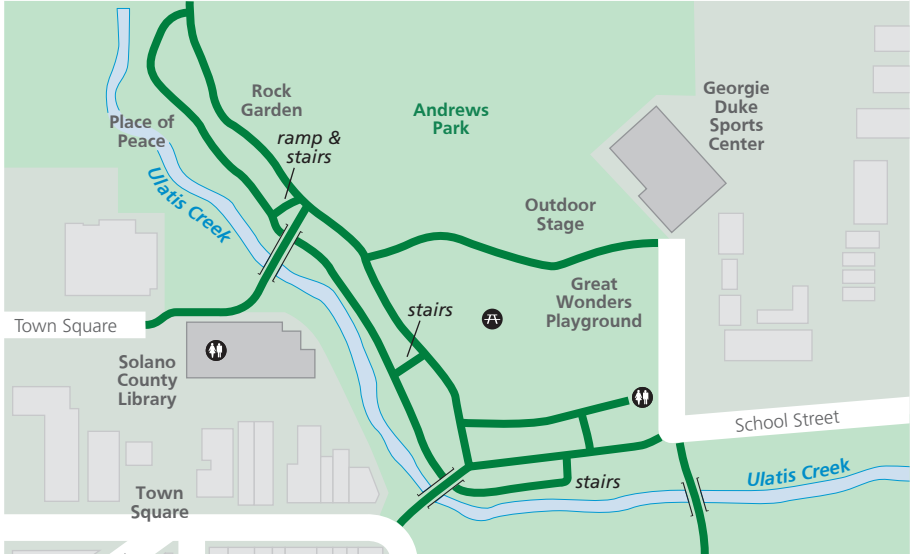 Rock
Garden
Andrews
Park
Georgie
Duke
Sports
Center
Place of
Peace
ramp &
stairs
Ulatis Creek
Outdoor
Stage
Great
Wonders
Playground
stairs
Town Square
Solano
County
Library
School Street
Ulatis Creek
stairs
Town
Square